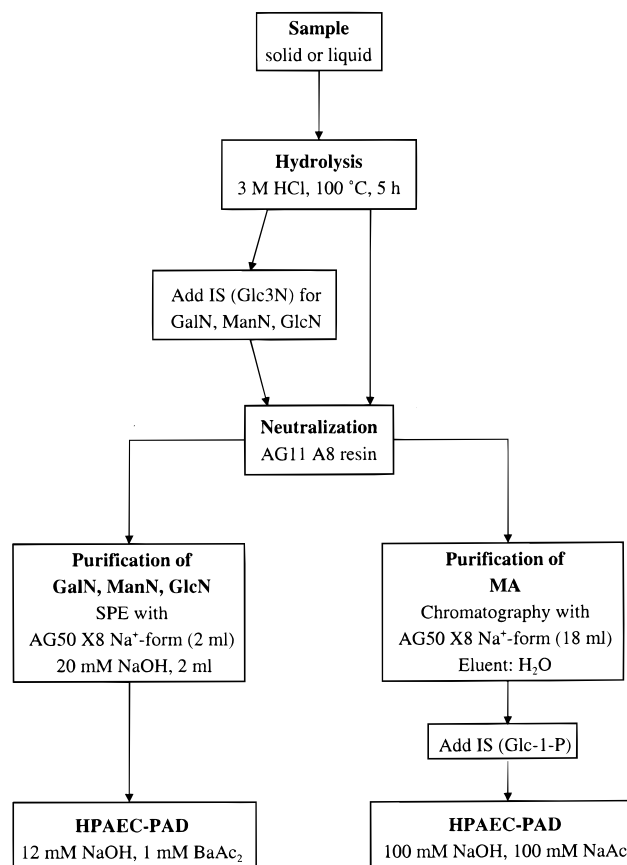 Sample
solid or liquid
Hydrolysis
3 M HCl, 100 °C, 5 h
Add IS (Glc3N) for
GalN, ManN, GlcN
Neutralization
AG11 A8 resin
Purification of
GalN, ManN, GlcN
SPE with
AG50 X8 Na⁺-form (2 ml)
20 mM NaOH, 2 ml
Purification of
MA
Chromatography with
AG50 X8 Na⁺-form (18 ml)
Eluent: H₂O
Add IS (Glc-1-P)
HPAEC-PAD
12 mM NaOH, 1 mM BaAc₂
HPAEC-PAD
100 mM NaOH, 100 mM NaAc